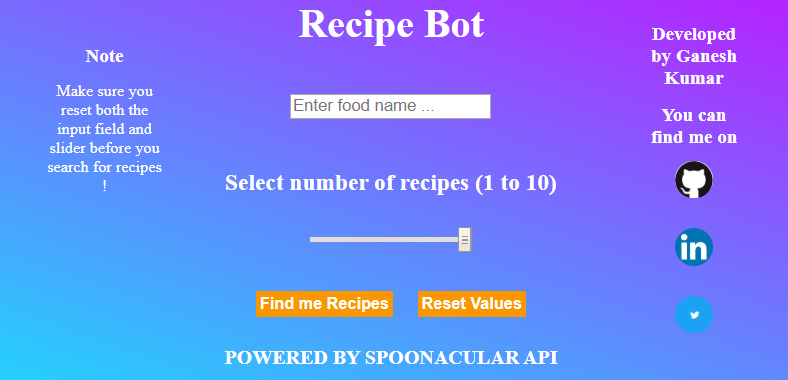 Recipe Bot
Note
Make sure you
reset both the
input field and
slider before you
search for recipes
!
Enter food name ...
Select number of recipes (1 to 10)
Find me Recipes
Reset Values
POWERED BY SPOONACULAR API
Developed
by Ganesh
Kumar
You can
find me on
in